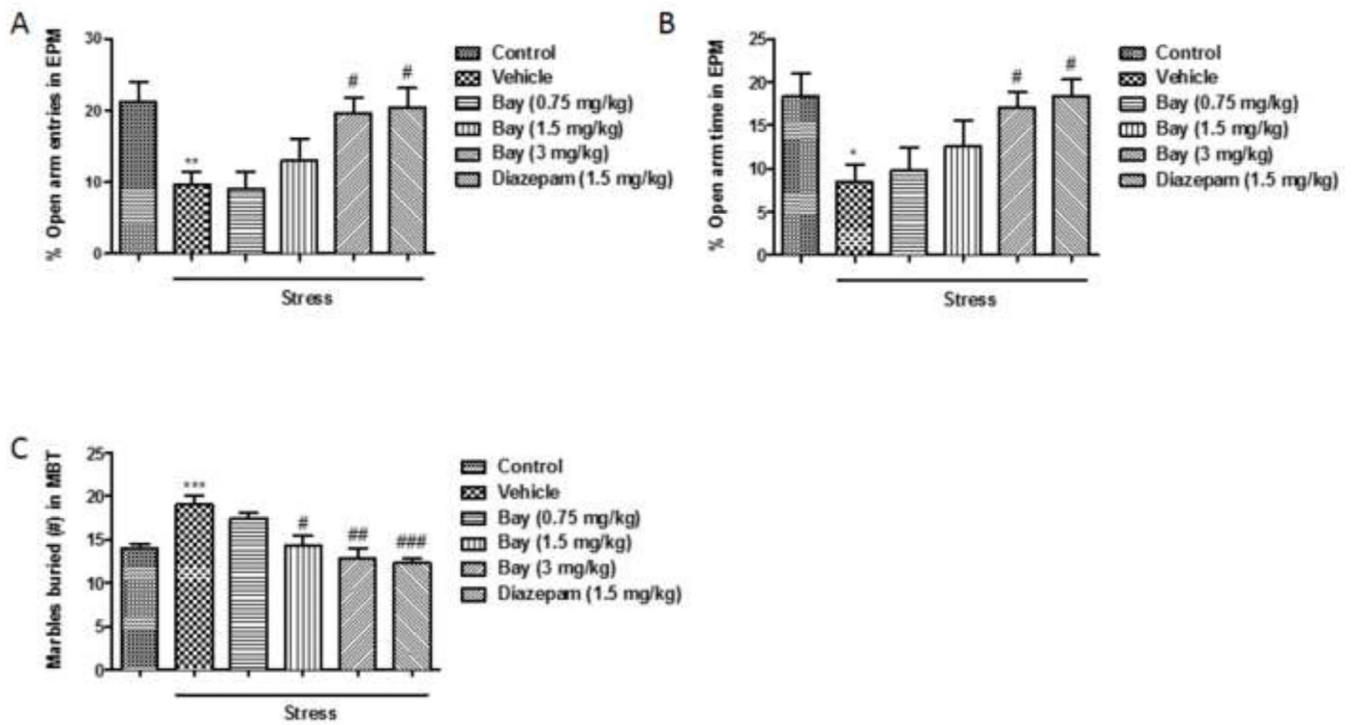 A
% Open arm entries in EPM
30
20
10
0
**
#
#
Stress
Control
Vehicle
Bay (0.75 mg/kg)
Bay (1.5 mg/kg)
Bay (3 mg/kg)
Diazepam (1.5 mg/kg)
B
% Open arm time in EPM
25
20
15
10
5
0
*
#
#
Stress
Control
Vehicle
Bay (0.75 mg/kg)
Bay (1.5 mg/kg)
Bay (3 mg/kg)
Diazepam (1.5 mg/kg)
C
Marbles buried (#) in MBT
25
20
15
10
5
0
***
#
##
###
Stress
Control
Vehicle
Bay (0.75 mg/kg)
Bay (1.5 mg/kg)
Bay (3 mg/kg)
Diazepam (1.5 mg/kg)